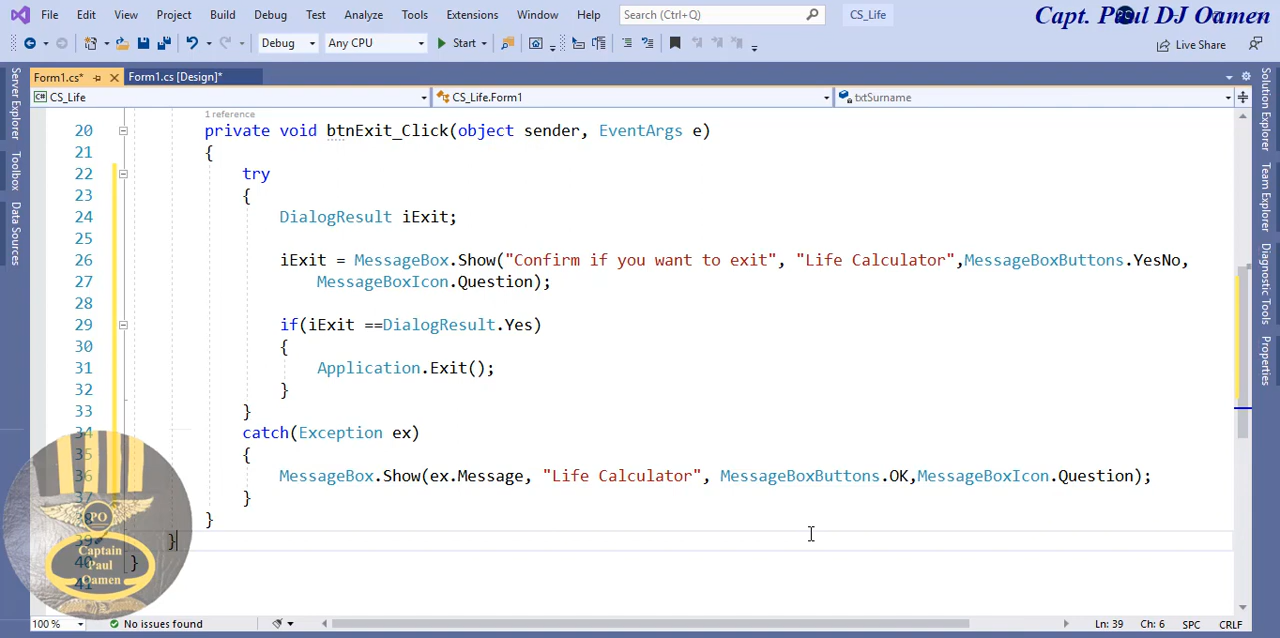 File Edit View Project Build Debug Test Analyze Tools Extensions Window Help Search (Ctrl+Q) CS_Life
Capt. Paul DJ Oamen
Debug Any CPU Start Live Share
Form1.cs* Form1.cs [Design]*
CS_Life CS_Life.Form1 txtSurname
Server Explorer
Toolbox
Data Sources
1 reference
20 private void btnExit_Click(object sender, EventArgs e)
21 {
22 try
23 {
24 DialogResult iExit;
25
26 iExit = MessageBox.Show("Confirm if you want to exit", "Life Calculator",MessageBoxButtons.YesNo,
27 MessageBoxIcon.Question);
28
29 if(iExit ==DialogResult.Yes)
30 {
31 Application.Exit();
32 }
33 }
34 catch(Exception ex)
35 {
36 MessageBox.Show(ex.Message, "Life Calculator", MessageBoxButtons.OK,MessageBoxIcon.Question);
37 }
38 }
39 }
40 }
41
PO
Captain
Paul
Oamen
Solution Explorer
Team Explorer
Diagnostic Tools
Properties
100 % No issues found Ln: 39 Ch: 6 SPC CRLF